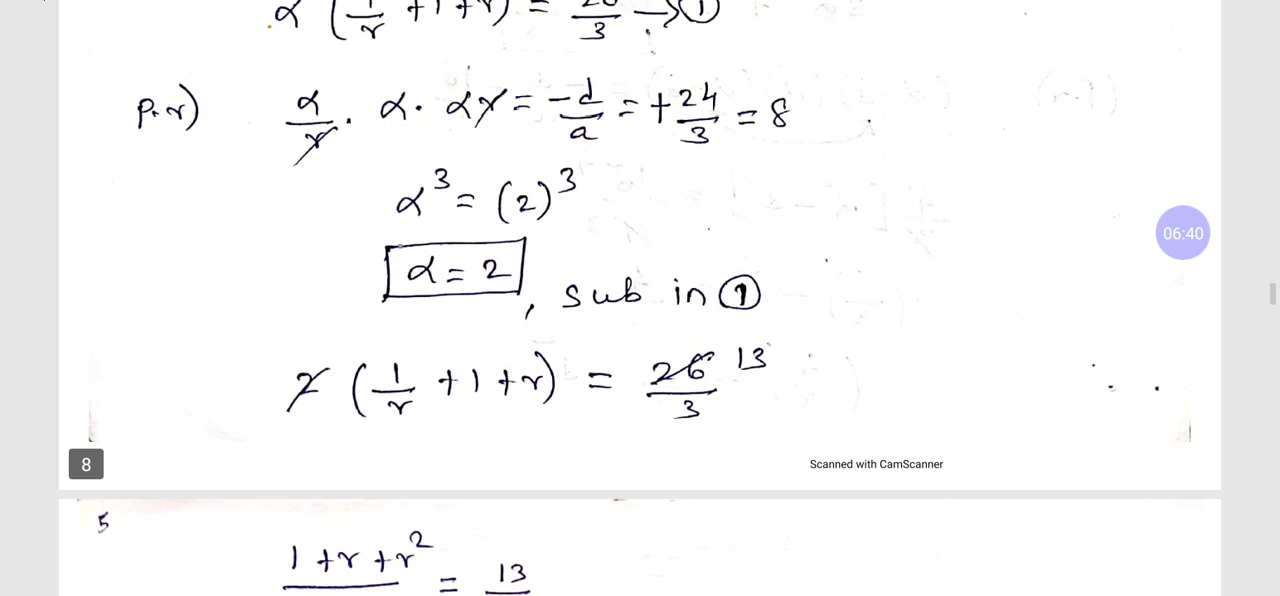 α (1/r + 1 + r) = 26/3 → ①
P.r) α/r . α . αr = -d/a = +24/3 = 8
06:40
α³ = (2)³
α = 2 , sub in ①
2 (1/r + 1 + r) = 26/3 13
8
Scanned with CamScanner
5
1 + r + r² = 13